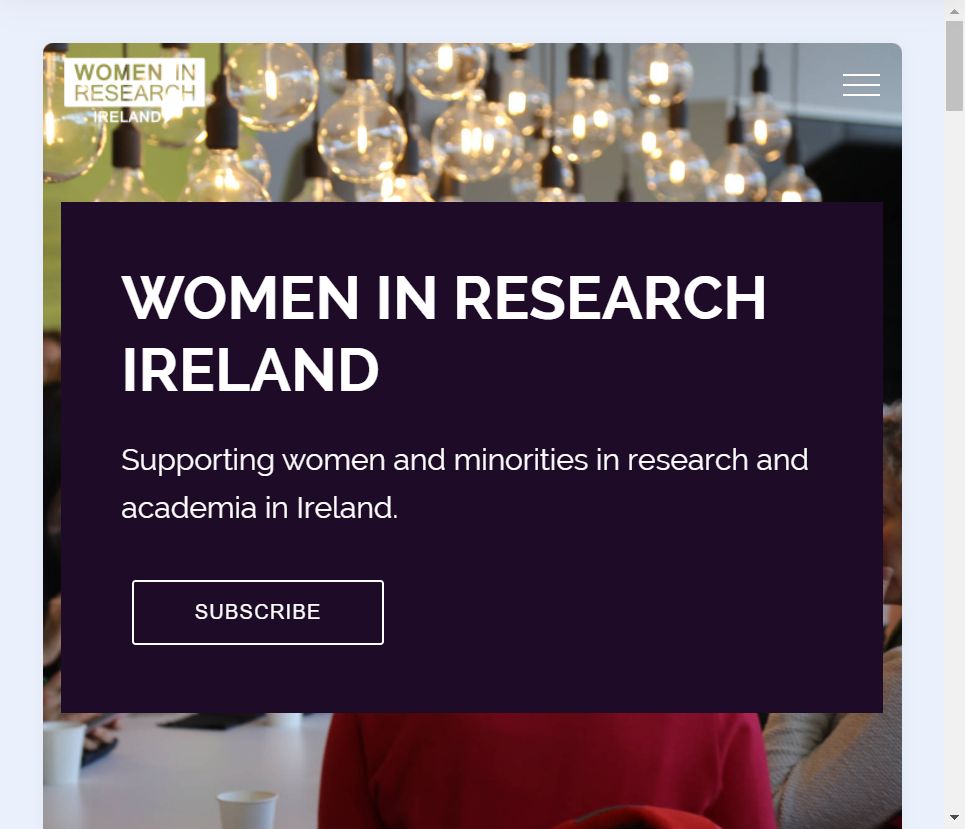 WOMEN IN
RESEARCH
IRELAND
WOMEN IN RESEARCH
IRELAND
Supporting women and minorities in research and
academia in Ireland.
SUBSCRIBE